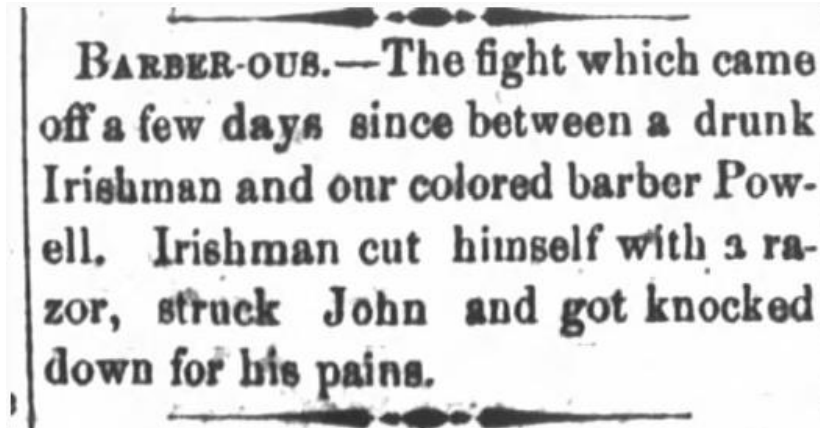 BARBER-OUS.—The fight which came
off a few days since between a drunk
Irishman and our colored barber Pow-
ell. Irishman cut himself with a ra-
zor, struck John and got knocked
down for his pains.